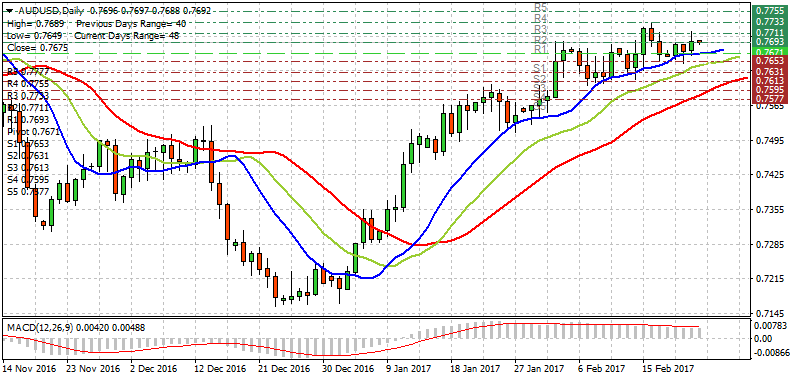 AUDUSD,Daily 0.7696 0.7697 0.7688 0.7692
High= 0.7689 Previous Days Range= 40
Low= 0.7649 Current Days Range= 48
Close= 0.7675
R5 0.7777
R4 0.7755
R3 0.7733
R2 0.7711
R1 0.7693
Pivot 0.7671
S1 0.7653
S2 0.7631
S3 0.7613
S4 0.7595
S5 0.7577
R5
R4
R3
R2
R1
S1
S2
0.7755
0.7733
0.7711
0.7693
0.7671
0.7653
0.7631
0.7613
0.7595
0.7577
0.7565
0.7495
0.7425
0.7355
0.7285
0.7215
0.7145
MACD(12,26,9) 0.00420 0.00488
0.00783
0.00
-0.00866
14 Nov 2016
23 Nov 2016
2 Dec 2016
12 Dec 2016
21 Dec 2016
30 Dec 2016
9 Jan 2017
18 Jan 2017
27 Jan 2017
6 Feb 2017
15 Feb 2017